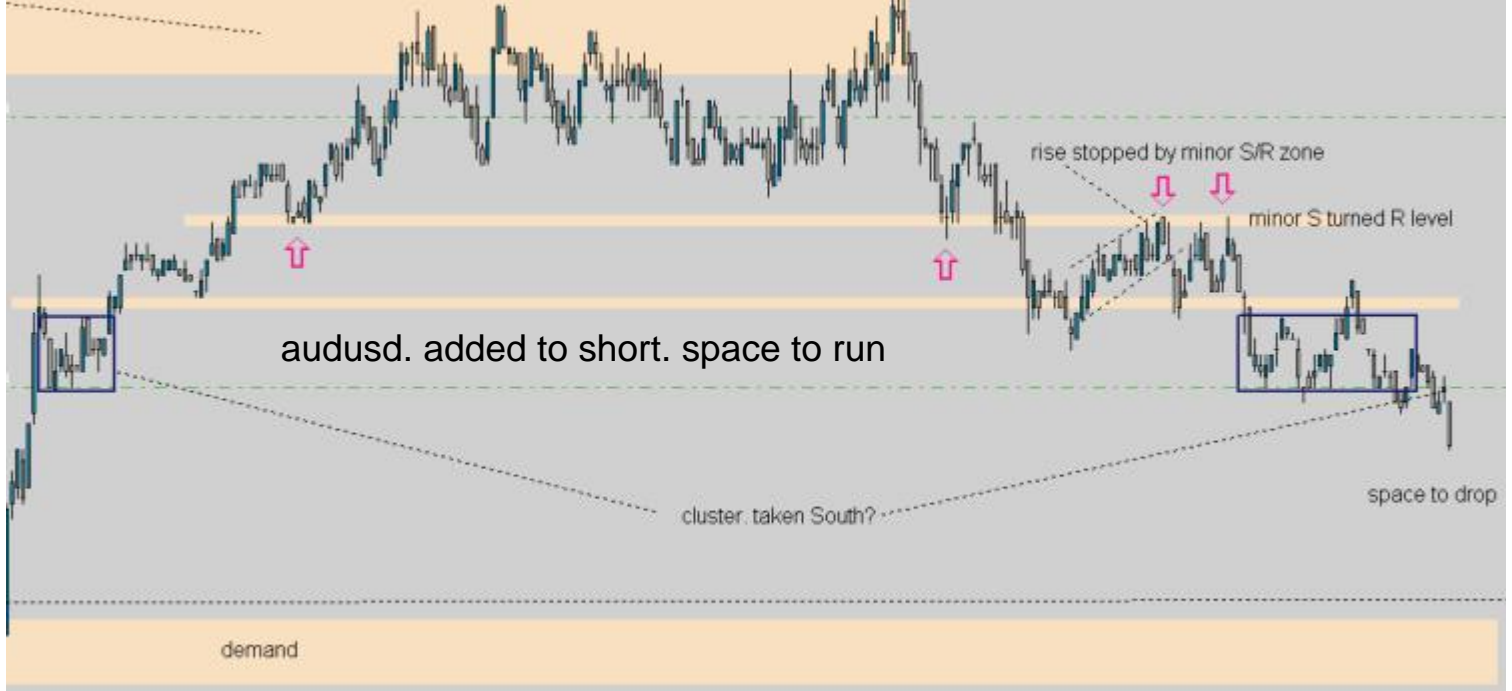 rise stopped by minor S/R zone
minor S turned R level
audusd. added to short. space to run
space to drop
cluster. taken South?
demand